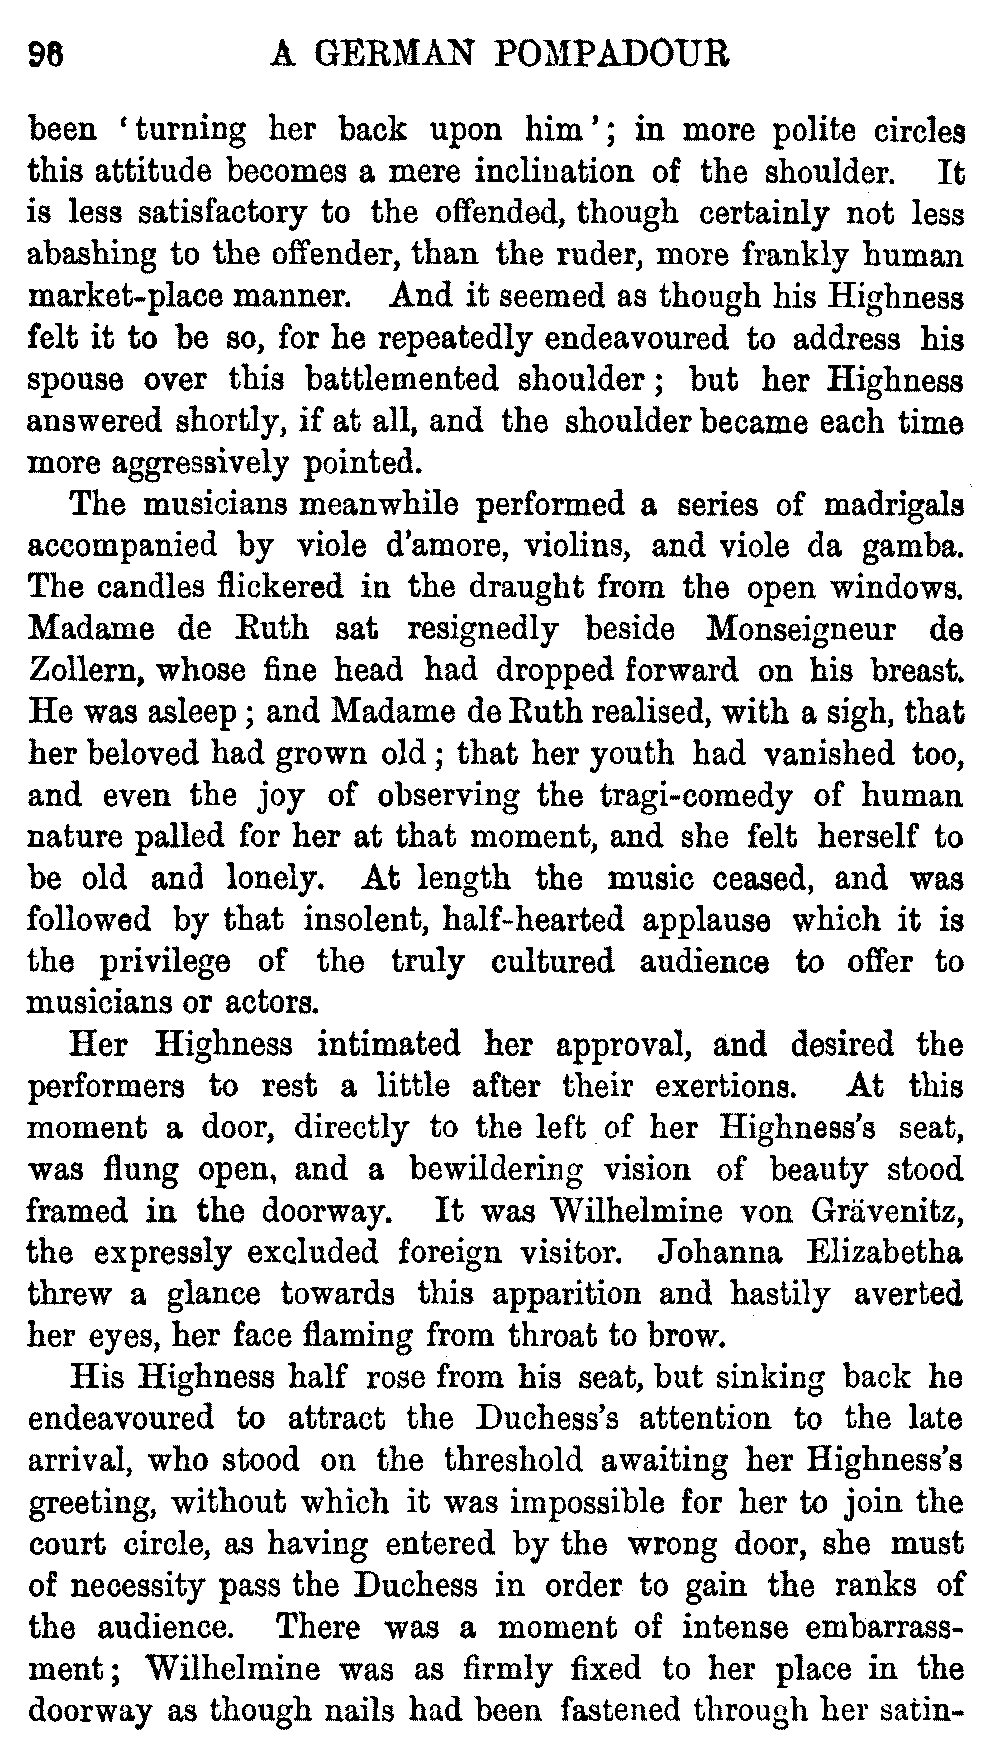 98 A GERMAN POMPADOUR
been ‘turning her back upon him’; in more polite circles
this attitude becomes a mere inclination of the shoulder. It
is less satisfactory to the offended, though certainly not less
abashing to the offender, than the ruder, more frankly human
market-place manner. And it seemed as though his Highness
felt it to be so, for he repeatedly endeavoured to address his
spouse over this battlemented shoulder; but her Highness
answered shortly, if at all, and the shoulder became each time
more aggressively pointed.
The musicians meanwhile performed a series of madrigals
accompanied by viole d'amore, violins, and viole da gamba.
The candles flickered in the draught from the open windows.
Madame de Ruth sat resignedly beside Monseigneur de
Zollern, whose fine head had dropped forward on his breast.
He was asleep; and Madame de Ruth realised, with a sigh, that
her beloved had grown old; that her youth had vanished too,
and even the joy of observing the tragi-comedy of human
nature palled for her at that moment, and she felt herself to
be old and lonely. At length the music ceased, and was
followed by that insolent, half-hearted applause which it is
the privilege of the truly cultured audience to offer to
musicians or actors.
Her Highness intimated her approval, and desired the
performers to rest a little after their exertions. At this
moment a door, directly to the left of her Highness's seat,
was flung open, and a bewildering vision of beauty stood
framed in the doorway. It was Wilhelmine von Grävenitz,
the expressly excluded foreign visitor. Johanna Elizabetha
threw a glance towards this apparition and hastily averted
her eyes, her face flaming from throat to brow.
His Highness half rose from his seat, but sinking back he
endeavoured to attract the Duchess's attention to the late
arrival, who stood on the threshold awaiting her Highness's
greeting, without which it was impossible for her to join the
court circle, as having entered by the wrong door, she must
of necessity pass the Duchess in order to gain the ranks of
the audience. There was a moment of intense embarrass-
ment; Wilhelmine was as firmly fixed to her place in the
doorway as though nails had been fastened through her satin-